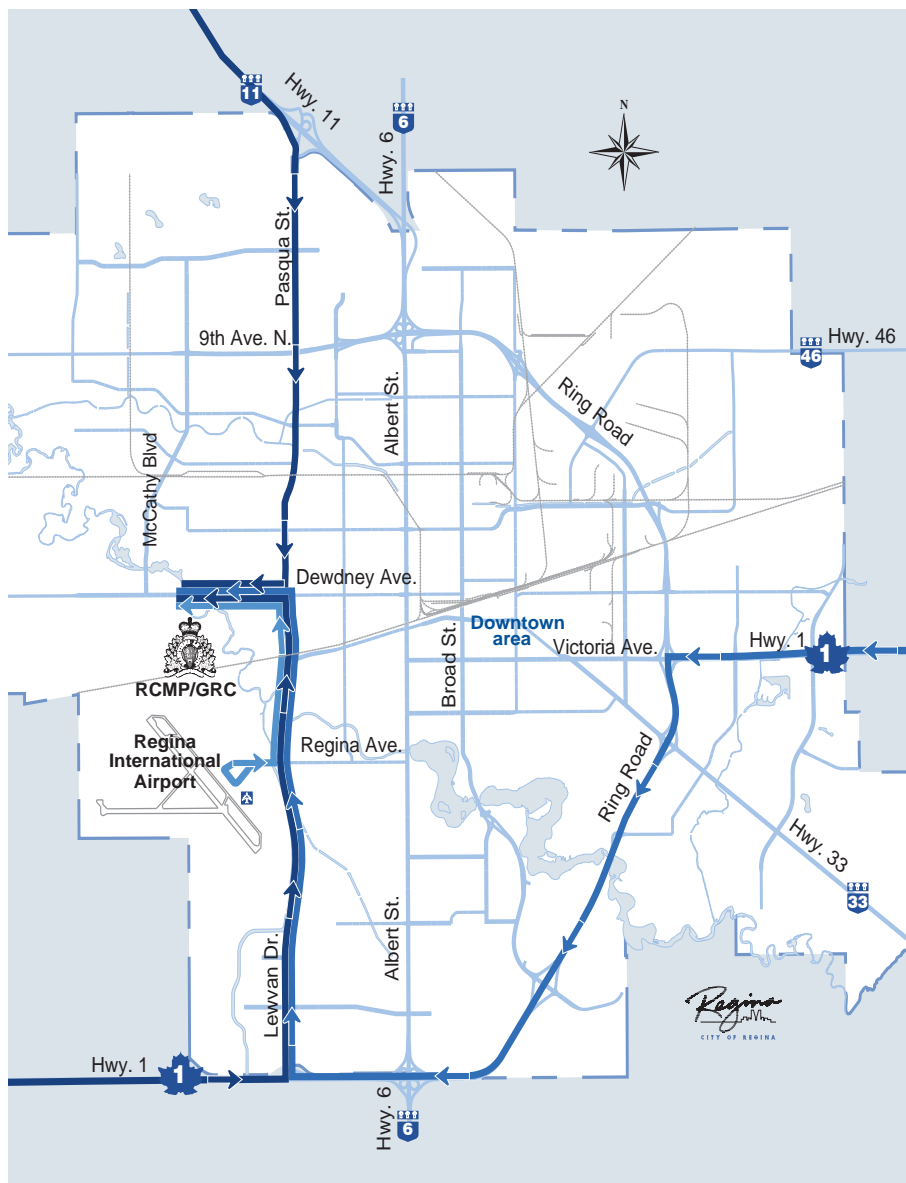 11
Hwy. 11
6
Hwy. 6
N
Pasqua St.
9th Ave. N.
Hwy. 46
46
Albert St.
Ring Road
McCathy Blvd
Dewdney Ave.
Downtown
area
Victoria Ave.
Hwy. 1
1
Broad St.
RCMP/GRC
Regina
International
Airport
Regina Ave.
Ring Road
Hwy. 33
33
Albert St.
Lewvan Dr.
Regina
CITY OF REGINA
Hwy. 1
1
Hwy. 6
6